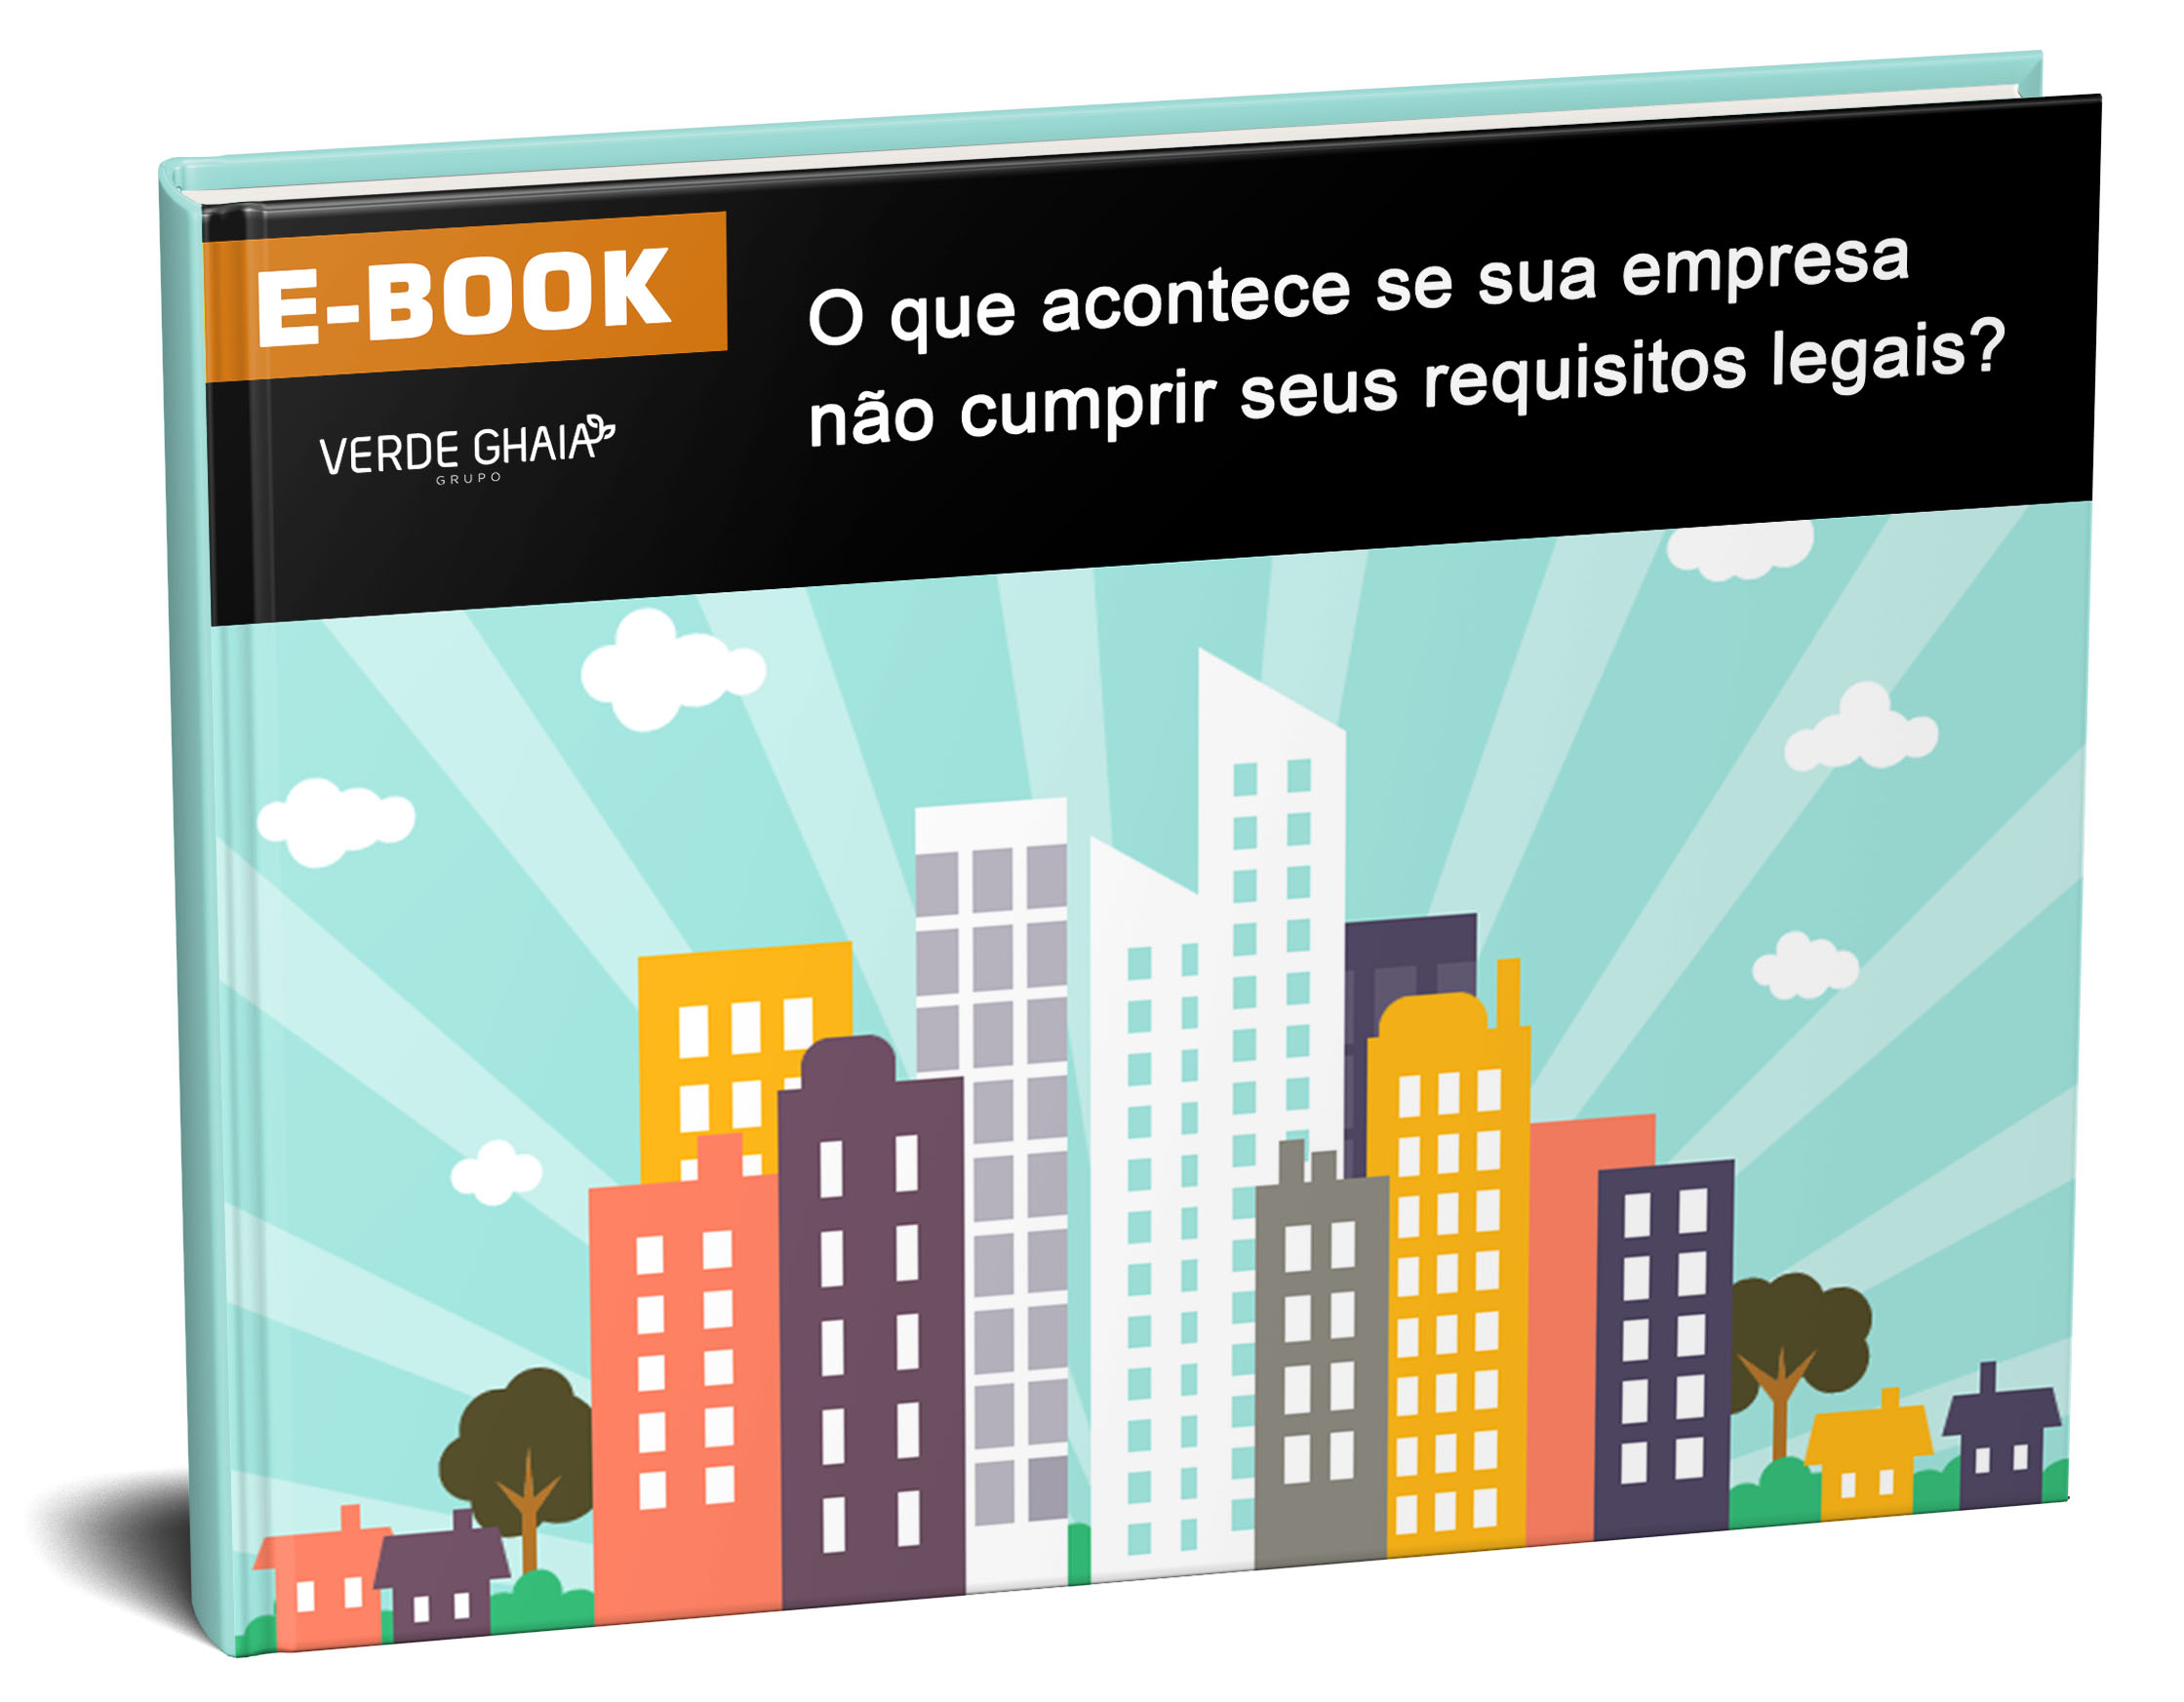 E-BOOK
VERDE GHAIA
GRUPO
O que acontece se sua empresa
não cumprir seus requisitos legais?